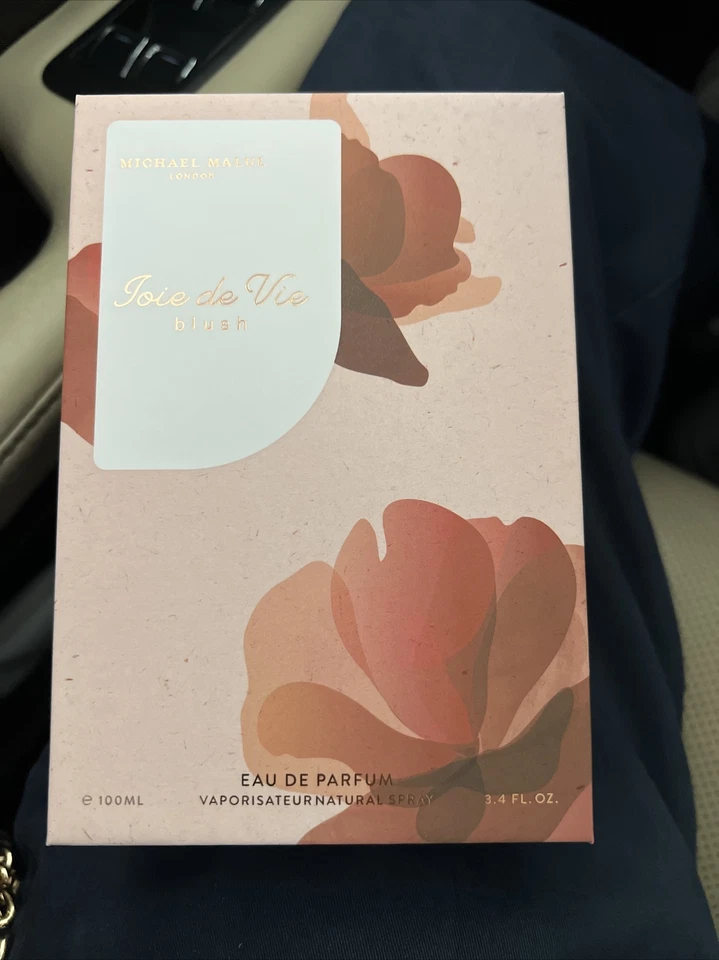 MICHAEL MALUL
LONDON
Joie de Vie
blush
EAU DE PARFUM
℮ 100ML
VAPORISATEUR NATURAL SPRAY
3.4 FL.OZ.